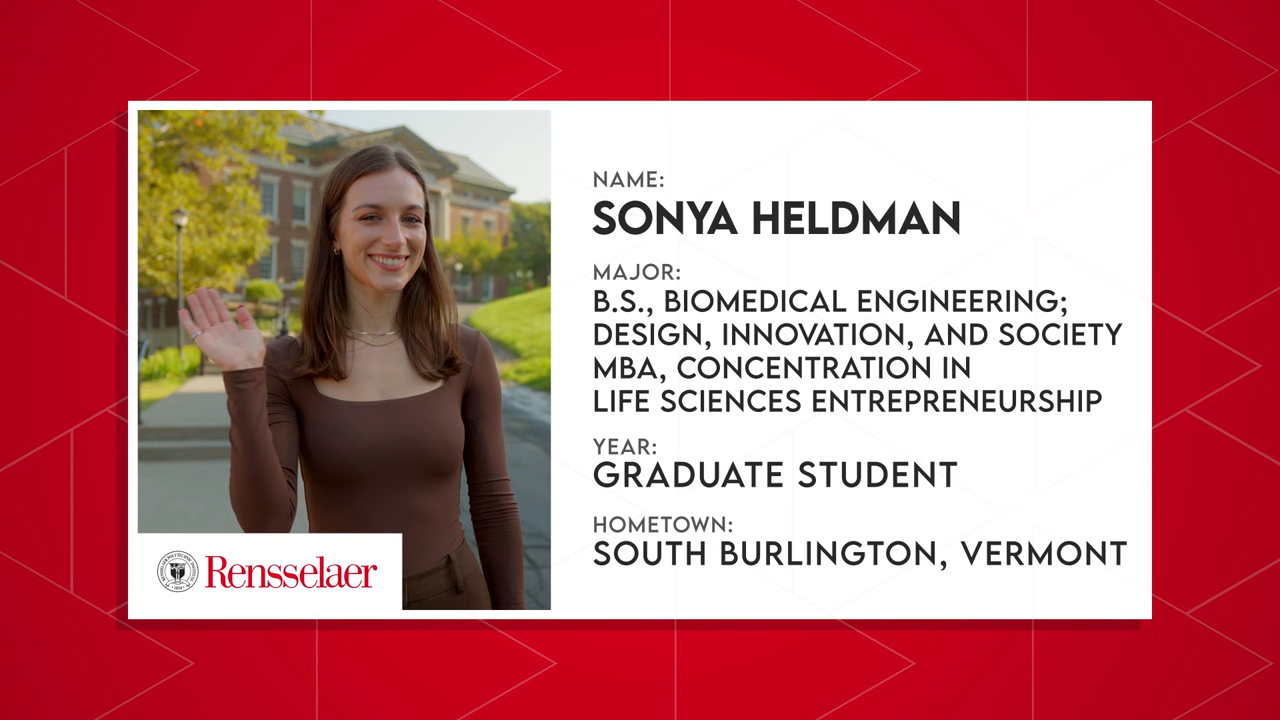 NAME:
SONYA HELDMAN
MAJOR:
B.S., BIOMEDICAL ENGINEERING;
DESIGN, INNOVATION, AND SOCIETY
MBA, CONCENTRATION IN
LIFE SCIENCES ENTREPRENEURSHIP
YEAR:
GRADUATE STUDENT
HOMETOWN:
SOUTH BURLINGTON, VERMONT
Rensselaer